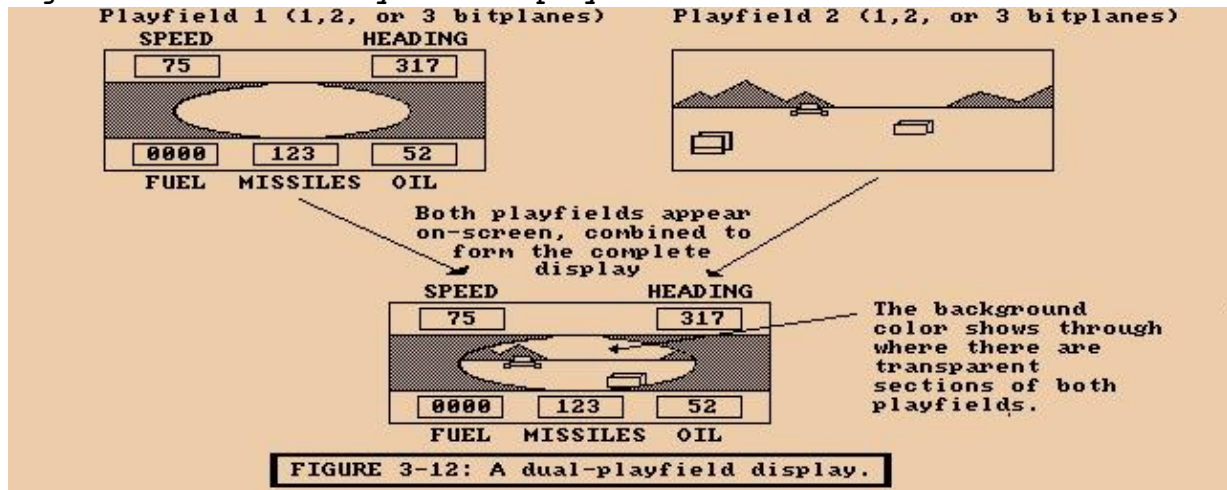 Playfield 1 (1,2, or 3 bitplanes)
Playfield 2 (1,2, or 3 bitplanes)
SPEED HEADING
75 317
0000 123 52
FUEL MISSILES OIL
Both playfields appear
on-screen, combined to
form the complete
display
SPEED HEADING
75 317
0000 123 52
FUEL MISSILES OIL
The background
color shows through
where there are
transparent
sections of both
playfields.
FIGURE 3-12: A dual-playfield display.